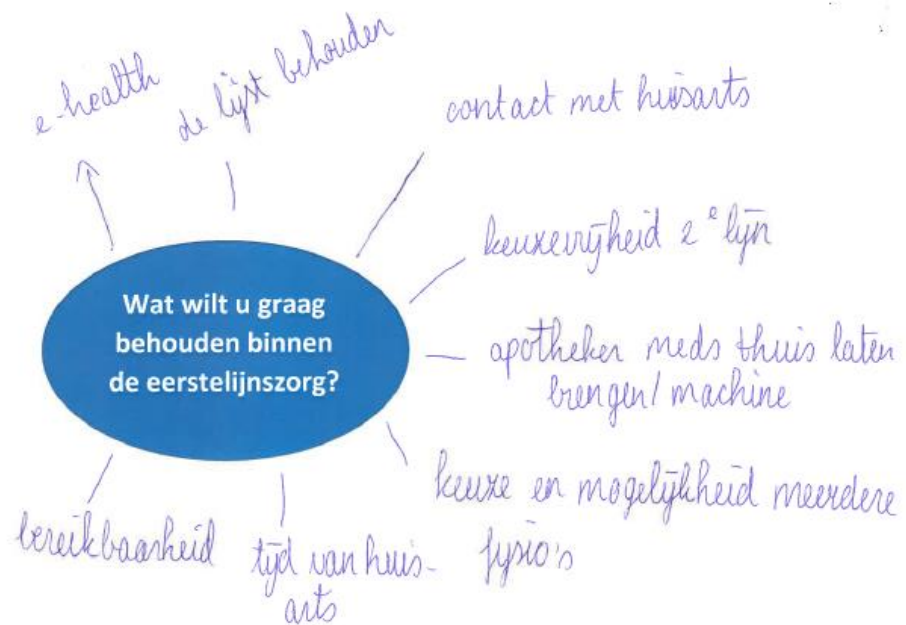 e-health
de lijst behouden
contact met huisarts
keuzevrijheid 2e lijn
apotheker meds thuis laten
brengen/machine
Wat wilt u graag
behouden binnen
de eerstelijnszorg?
keuze en mogelijkheid meerdere
fysio's
bereikbaarheid
tijd van huis-
arts